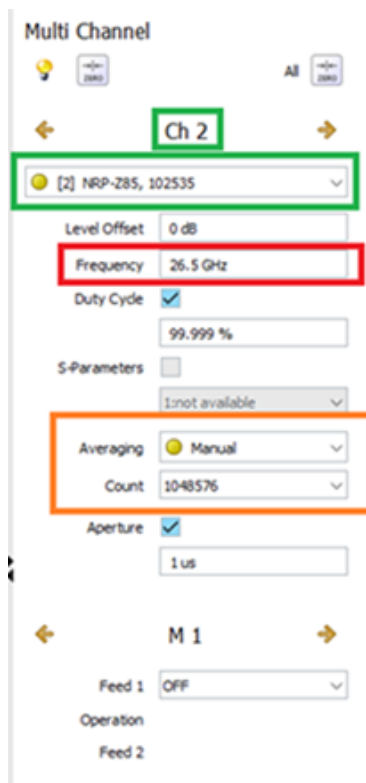 Multi Channel
ZERO All ZERO
Ch 2
[2] NRP-Z85, 102535
Level Offset 0 dB
Frequency 26.5 GHz
Duty Cycle
99.999 %
S-Parameters
1:not available
Averaging Manual
Count 1048576
Aperture
1 us
M 1
Feed 1 OFF
Operation
Feed 2